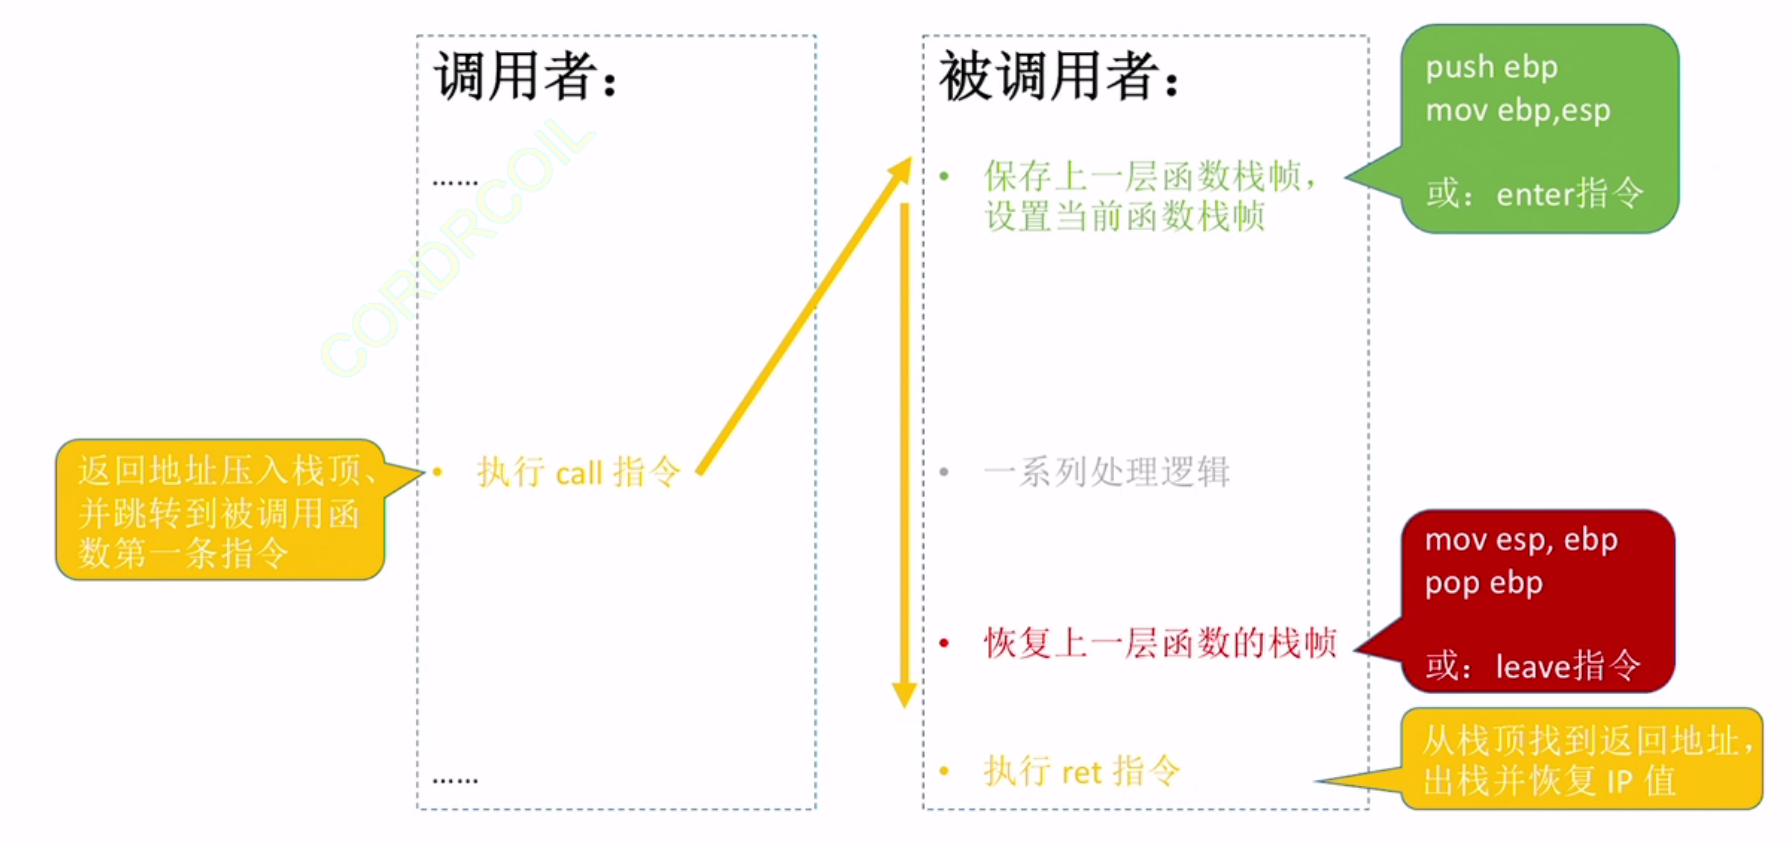 调用者：
……
返回地址压入栈顶、
并跳转到被调用函
数第一条指令
• 执行 call 指令
……
被调用者：
• 保存上一层函数栈帧，
设置当前函数栈帧
push ebp
mov ebp,esp
或：enter指令
• 一系列处理逻辑
• 恢复上一层函数的栈帧
mov esp, ebp
pop ebp
或：leave指令
• 执行 ret 指令
从栈顶找到返回地址，
出栈并恢复 IP 值
CORDRCOIL